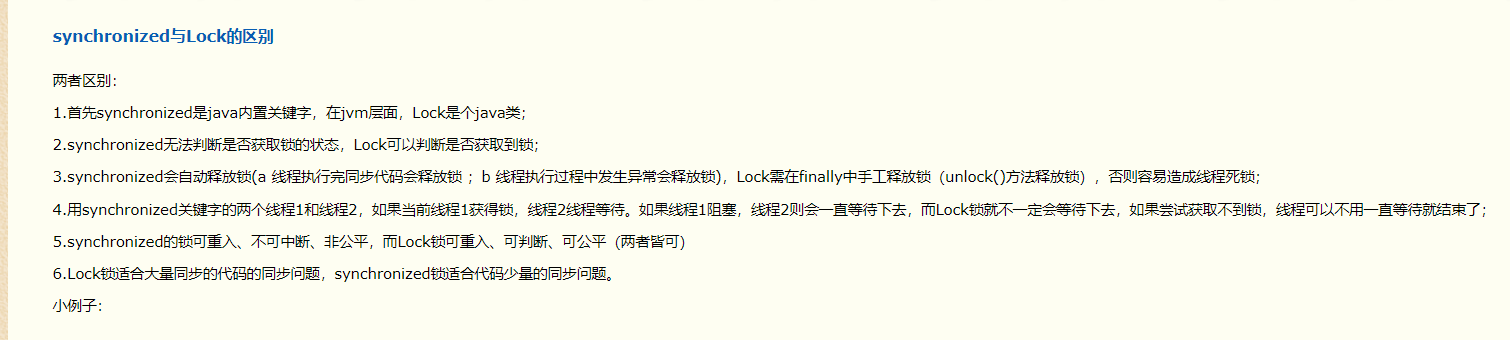 synchronized与Lock的区别
两者区别：
1.首先synchronized是java内置关键字，在jvm层面，Lock是个java类；
2.synchronized无法判断是否获取锁的状态，Lock可以判断是否获取到锁；
3.synchronized会自动释放锁(a 线程执行完同步代码会释放锁 ；b 线程执行过程中发生异常会释放锁)，Lock需在finally中手工释放锁（unlock()方法释放锁），否则容易造成线程死锁；
4.用synchronized关键字的两个线程1和线程2，如果当前线程1获得锁，线程2线程等待。如果线程1阻塞，线程2则会一直等待下去，而Lock锁就不一定会等待下去，如果尝试获取不到锁，线程可以不用一直等待就结束了；
5.synchronized的锁可重入、不可中断、非公平，而Lock锁可重入、可判断、可公平（两者皆可）
6.Lock锁适合大量同步的代码的同步问题，synchronized锁适合代码少量的同步问题。
小例子：